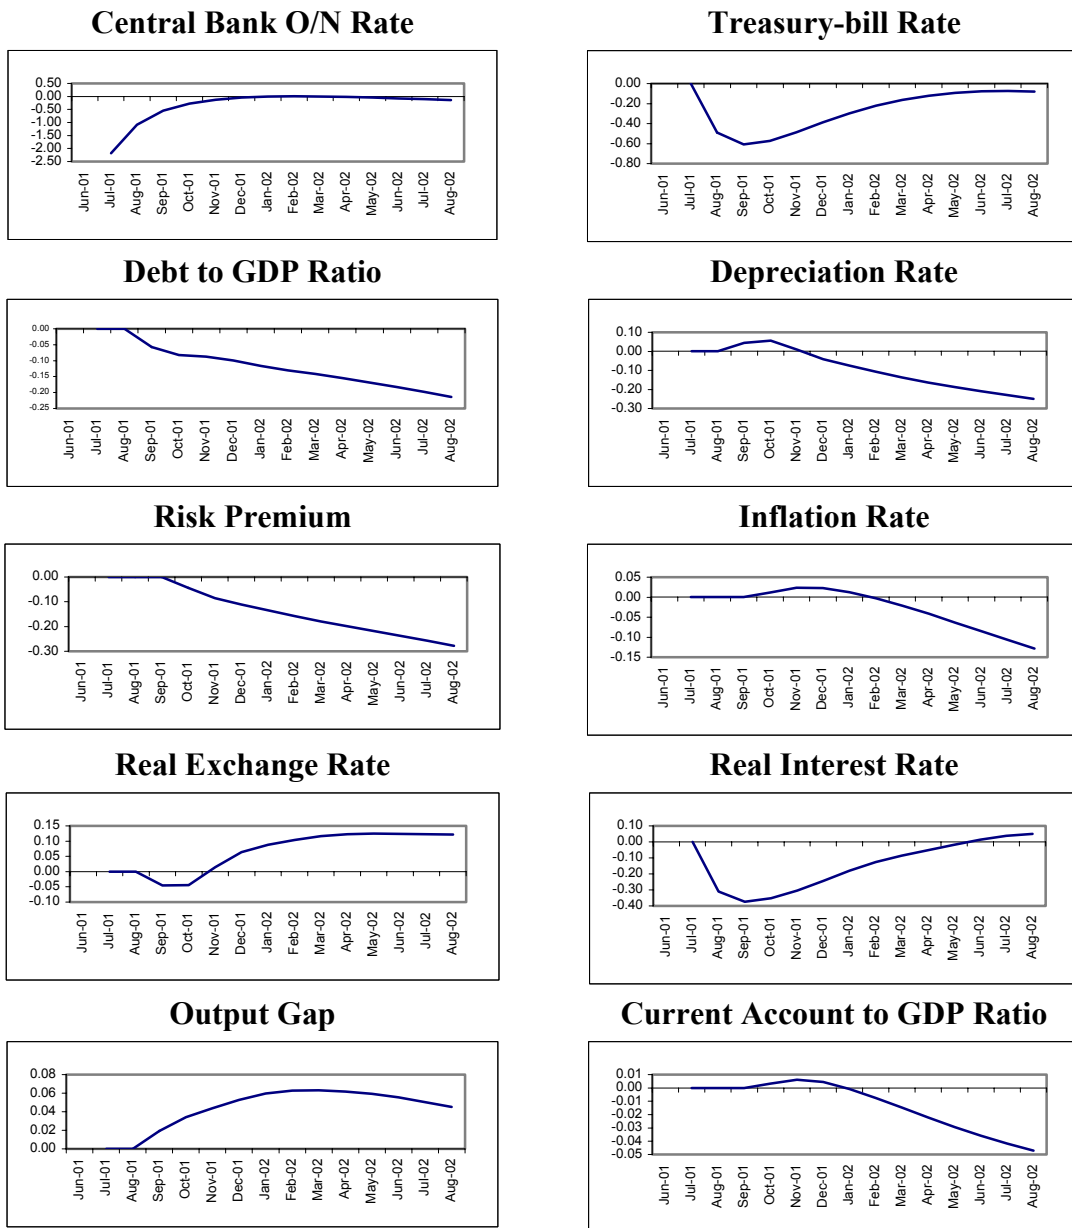 Central Bank O/N Rate
0.50
0.00
-0.50
-1.00
-1.50
-2.00
-2.50
Jun-01 Jul-01 Aug-01 Sep-01 Oct-01 Nov-01 Dec-01 Jan-02 Feb-02 Mar-02 Apr-02 May-02 Jun-02 Jul-02 Aug-02
Treasury-bill Rate
0.00
-0.20
-0.40
-0.60
-0.80
Jun-01 Jul-01 Aug-01 Sep-01 Oct-01 Nov-01 Dec-01 Jan-02 Feb-02 Mar-02 Apr-02 May-02 Jun-02 Jul-02 Aug-02
Debt to GDP Ratio
0.00
-0.05
-0.10
-0.15
-0.20
-0.25
Jun-01 Jul-01 Aug-01 Sep-01 Oct-01 Nov-01 Dec-01 Jan-02 Feb-02 Mar-02 Apr-02 May-02 Jun-02 Jul-02 Aug-02
Depreciation Rate
0.10
0.00
-0.10
-0.20
-0.30
Jun-01 Jul-01 Aug-01 Sep-01 Oct-01 Nov-01 Dec-01 Jan-02 Feb-02 Mar-02 Apr-02 May-02 Jun-02 Jul-02 Aug-02
Risk Premium
0.00
-0.10
-0.20
-0.30
Jun-01 Jul-01 Aug-01 Sep-01 Oct-01 Nov-01 Dec-01 Jan-02 Feb-02 Mar-02 Apr-02 May-02 Jun-02 Jul-02 Aug-02
Inflation Rate
0.05
0.00
-0.05
-0.10
-0.15
Jun-01 Jul-01 Aug-01 Sep-01 Oct-01 Nov-01 Dec-01 Jan-02 Feb-02 Mar-02 Apr-02 May-02 Jun-02 Jul-02 Aug-02
Real Exchange Rate
0.15
0.10
0.05
0.00
-0.05
-0.10
Jun-01 Jul-01 Aug-01 Sep-01 Oct-01 Nov-01 Dec-01 Jan-02 Feb-02 Mar-02 Apr-02 May-02 Jun-02 Jul-02 Aug-02
Real Interest Rate
0.10
0.00
-0.10
-0.20
-0.30
-0.40
Jun-01 Jul-01 Aug-01 Sep-01 Oct-01 Nov-01 Dec-01 Jan-02 Feb-02 Mar-02 Apr-02 May-02 Jun-02 Jul-02 Aug-02
Output Gap
0.08
0.06
0.04
0.02
0.00
Jun-01 Jul-01 Aug-01 Sep-01 Oct-01 Nov-01 Dec-01 Jan-02 Feb-02 Mar-02 Apr-02 May-02 Jun-02 Jul-02 Aug-02
Current Account to GDP Ratio
0.01
0.00
-0.01
-0.02
-0.03
-0.04
-0.05
Jun-01 Jul-01 Aug-01 Sep-01 Oct-01 Nov-01 Dec-01 Jan-02 Feb-02 Mar-02 Apr-02 May-02 Jun-02 Jul-02 Aug-02